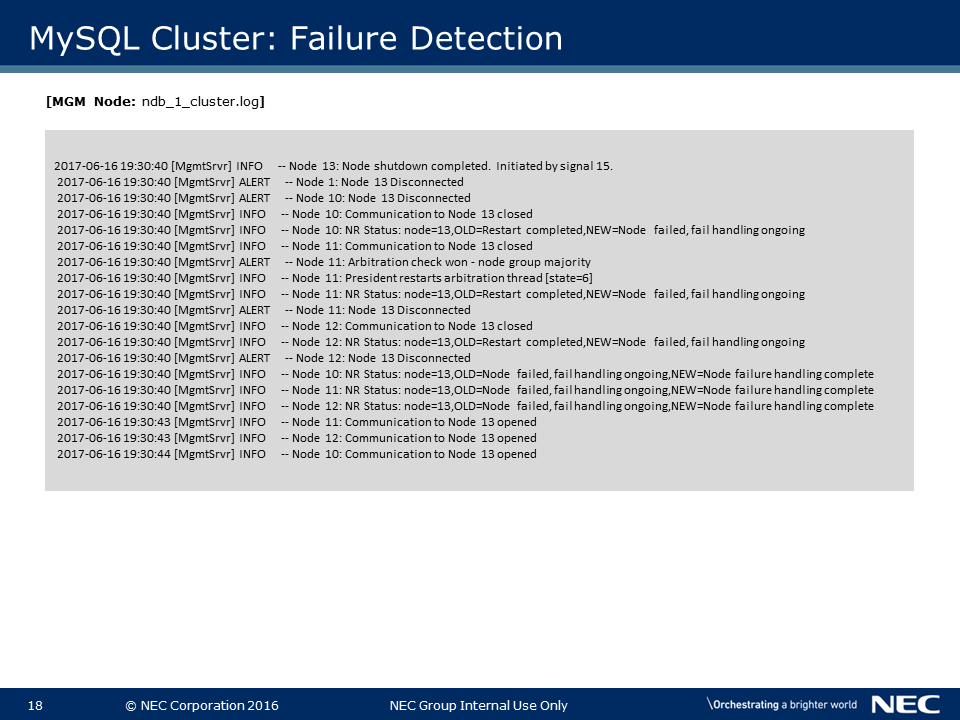 MySQL Cluster: Failure Detection
[MGM Node: ndb_1_cluster.log]
2017-06-16 19:30:40 [MgmtSrvr] INFO -- Node 13: Node shutdown completed. Initiated by signal 15.
2017-06-16 19:30:40 [MgmtSrvr] ALERT -- Node 1: Node 13 Disconnected
2017-06-16 19:30:40 [MgmtSrvr] ALERT -- Node 10: Node 13 Disconnected
2017-06-16 19:30:40 [MgmtSrvr] INFO -- Node 10: Communication to Node 13 closed
2017-06-16 19:30:40 [MgmtSrvr] INFO -- Node 10: NR Status: node=13,OLD=Restart completed,NEW=Node failed, fail handling ongoing
2017-06-16 19:30:40 [MgmtSrvr] INFO -- Node 11: Communication to Node 13 closed
2017-06-16 19:30:40 [MgmtSrvr] ALERT -- Node 11: Arbitration check won - node group majority
2017-06-16 19:30:40 [MgmtSrvr] INFO -- Node 11: President restarts arbitration thread [state=6]
2017-06-16 19:30:40 [MgmtSrvr] INFO -- Node 11: NR Status: node=13,OLD=Restart completed,NEW=Node failed, fail handling ongoing
2017-06-16 19:30:40 [MgmtSrvr] ALERT -- Node 11: Node 13 Disconnected
2017-06-16 19:30:40 [MgmtSrvr] INFO -- Node 12: Communication to Node 13 closed
2017-06-16 19:30:40 [MgmtSrvr] INFO -- Node 12: NR Status: node=13,OLD=Restart completed,NEW=Node failed, fail handling ongoing
2017-06-16 19:30:40 [MgmtSrvr] ALERT -- Node 12: Node 13 Disconnected
2017-06-16 19:30:40 [MgmtSrvr] INFO -- Node 10: NR Status: node=13,OLD=Node failed, fail handling ongoing,NEW=Node failure handling complete
2017-06-16 19:30:40 [MgmtSrvr] INFO -- Node 11: NR Status: node=13,OLD=Node failed, fail handling ongoing,NEW=Node failure handling complete
2017-06-16 19:30:40 [MgmtSrvr] INFO -- Node 12: NR Status: node=13,OLD=Node failed, fail handling ongoing,NEW=Node failure handling complete
2017-06-16 19:30:43 [MgmtSrvr] INFO -- Node 11: Communication to Node 13 opened
2017-06-16 19:30:43 [MgmtSrvr] INFO -- Node 12: Communication to Node 13 opened
2017-06-16 19:30:44 [MgmtSrvr] INFO -- Node 10: Communication to Node 13 opened
18 © NEC Corporation 2016 NEC Group Internal Use Only \Orchestrating a brighter world NEC